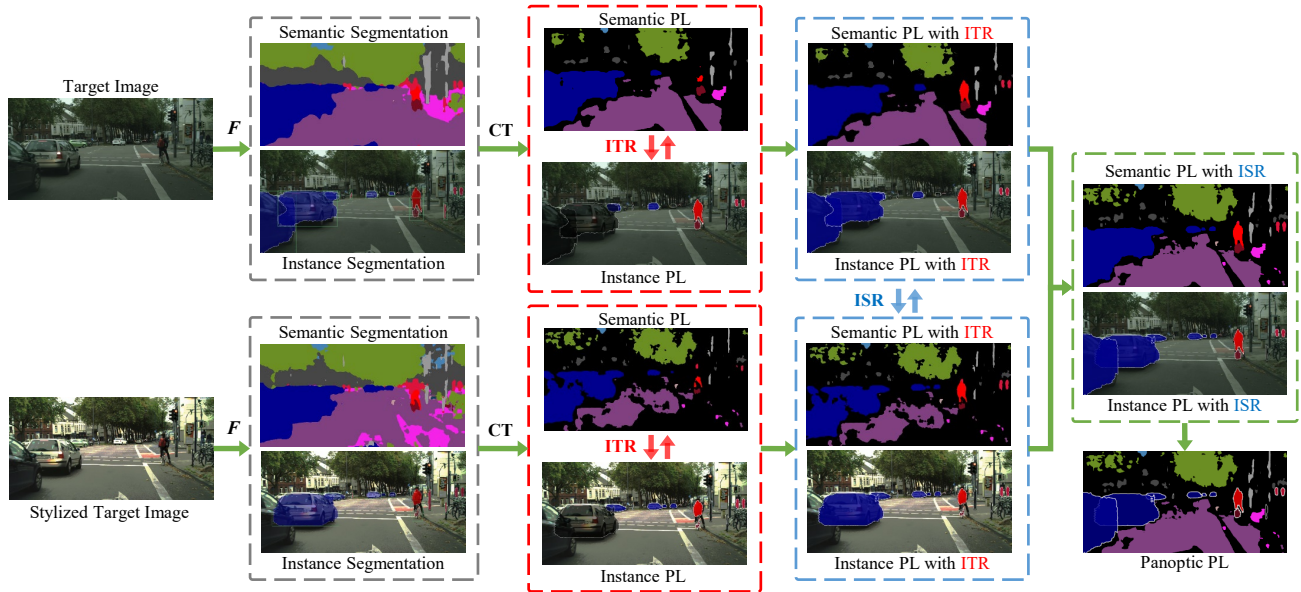 Target Image
F
Semantic Segmentation
Instance Segmentation
CT
Semantic PL
ITR
Instance PL
Semantic PL with ITR
Instance PL with ITR
ISR
Stylized Target Image
F
Semantic Segmentation
Instance Segmentation
CT
Semantic PL
ITR
Instance PL
Semantic PL with ITR
Instance PL with ITR
Semantic PL with ISR
Instance PL with ISR
Panoptic PL